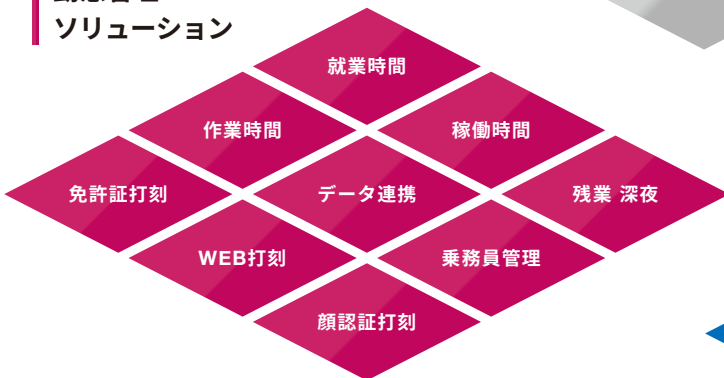 ソリューション
就業時間
作業時間
稼働時間
免許証打刻
データ連携
残業 深夜
WEB打刻
乗務員管理
顔認証打刻